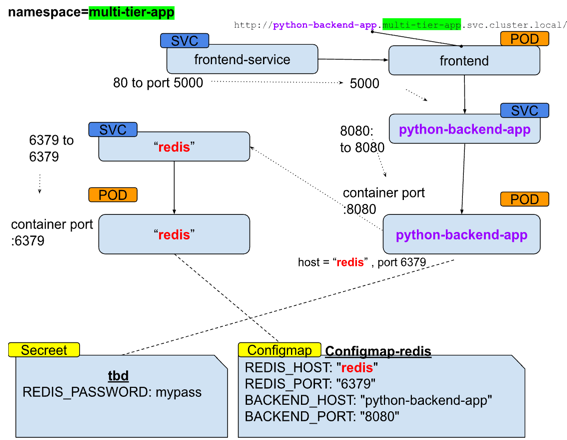 namespace=multi-tier-app
http://python-backend-app.multi-tier-app.svc.cluster.local/
SVC
POD
frontend-service
frontend
80 to port 5000
5000
SVC
SVC
6379 to
6379
"redis"
8080:
to 8080
python-backend-app
POD
container port
:8080
POD
container port
:6379
"redis"
python-backend-app
host = "redis" , port 6379
Secreet
tbd
REDIS_PASSWORD: mypass
Configmap
Configmap-redis
REDIS_HOST: "redis"
REDIS_PORT: "6379"
BACKEND_HOST: "python-backend-app"
BACKEND_PORT: "8080"